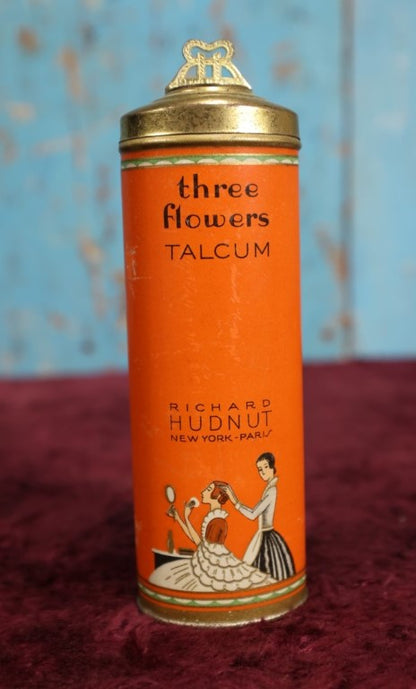 three
flowers
TALCUM
RICHARD
HUDNUT
NEW YORK-PARIS